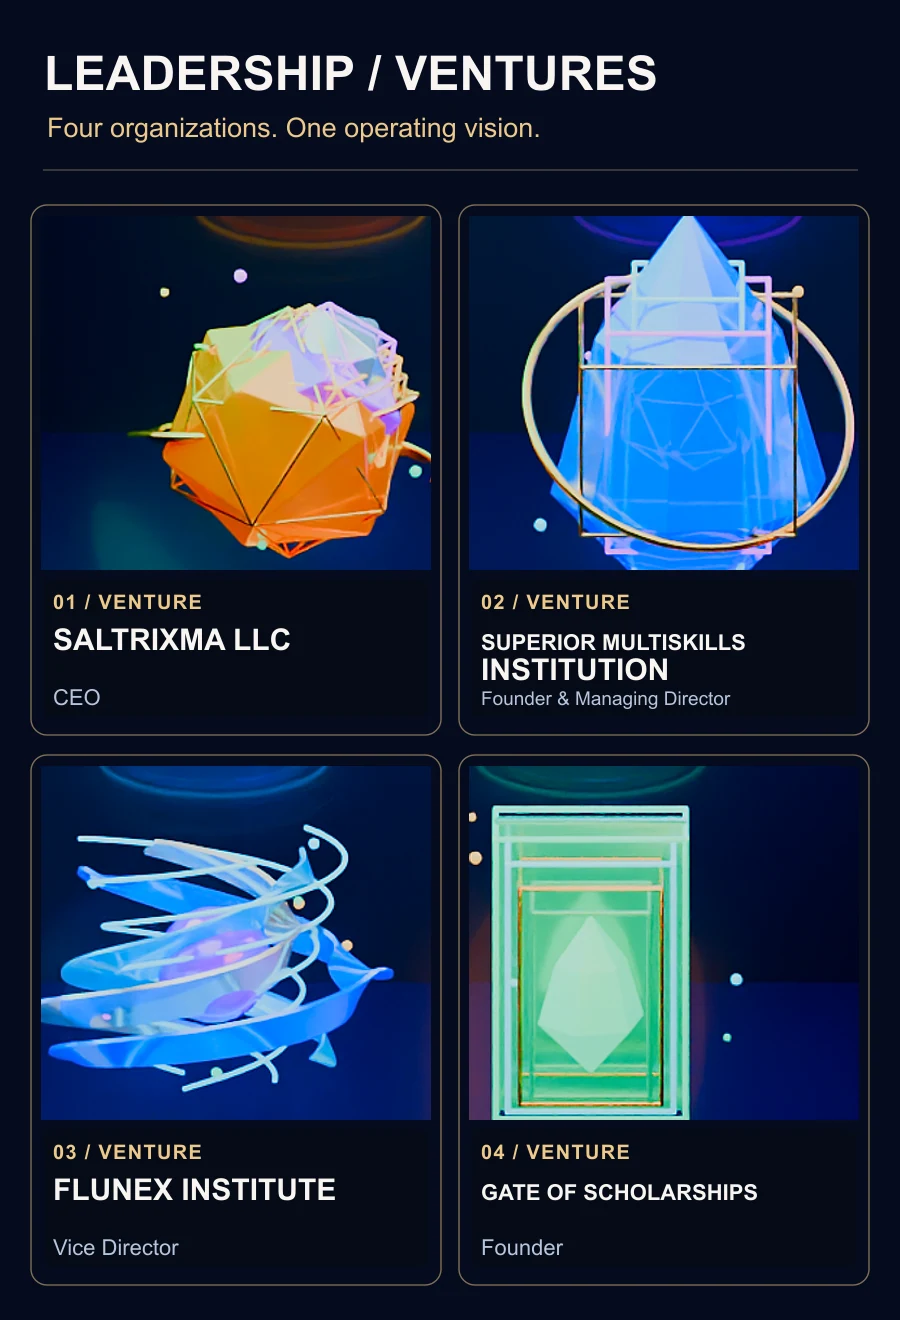 LEADERSHIP / VENTURES
Four organizations. One operating vision.
01 / VENTURE
SALTRIXMA LLC
CEO
02 / VENTURE
SUPERIOR MULTISKILLS
INSTITUTION
Founder & Managing Director
03 / VENTURE
FLUNEX INSTITUTE
Vice Director
04 / VENTURE
GATE OF SCHOLARSHIPS
Founder